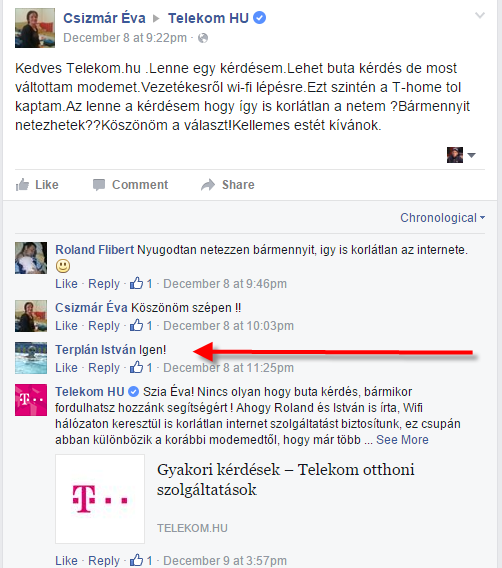 Csizmár Éva ▸ Telekom HU
December 8 at 9:22pm ·
Kedves Telekom.hu .Lenne egy kérdésem.Lehet buta kérdés de most
váltottam modemet.Vezetékesről wi-fi lépésre.Ezt szintén a T-home tol
kaptam.Az lenne a kérdésem hogy így is korlátlan a netem ?Bármennyit
netezhetek??Köszönöm a választ!Kellemes estét kívánok.
Like Comment Share
Chronological
Roland Flibert Nyugodtan netezzen bármennyit, igy is korlátlan az internete.
Like · Reply · 1 · December 8 at 9:46pm
Csizmár Éva Köszönöm szépen !!
Like · Reply · 1 · December 8 at 10:03pm
Terplán István Igen!
Like · Reply · 1 · December 8 at 11:25pm
Telekom HU Szia Éva! Nincs olyan hogy buta kérdés, bármikor
fordulhatsz hozzánk segítségért ! Ahogy Roland és István is írta, Wifi
hálózaton keresztül is korlátlan internet szolgáltatást biztosítunk, ez csupán
abban különbözik a korábbi modemedtől, hogy már több ... See More
Gyakori kérdések – Telekom otthoni
szolgáltatások
TELEKOM.HU
Like · Reply · 1 · December 9 at 3:57pm